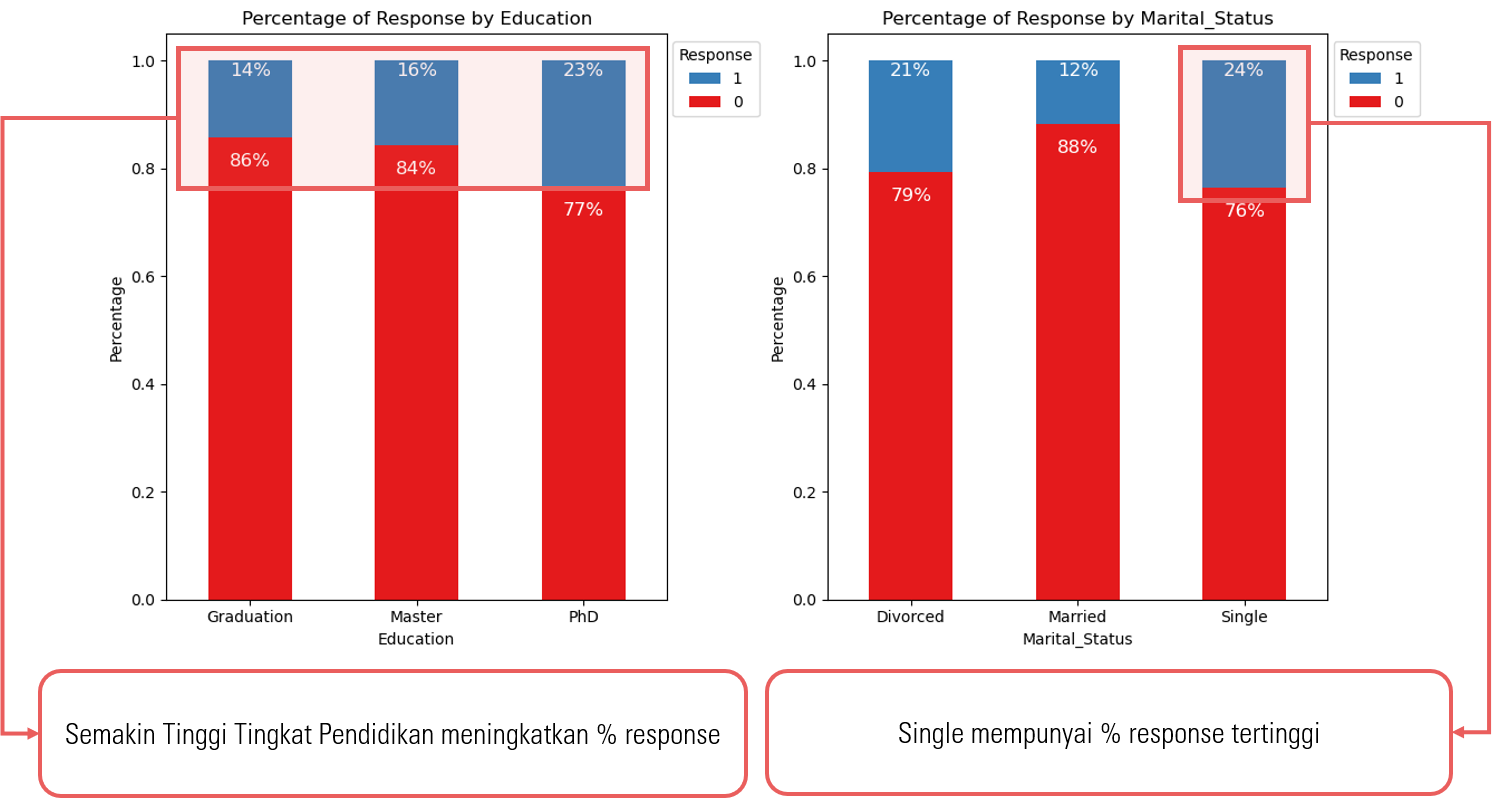 Percentage of Response by Education
Response
1
0
14%
16%
23%
86%
84%
77%
1.0
0.8
0.6
0.4
0.2
0.0
Percentage
Graduation
Master
PhD
Education
Percentage of Response by Marital_Status
Response
1
0
21%
12%
24%
79%
88%
76%
1.0
0.8
0.6
0.4
0.2
0.0
Percentage
Divorced
Married
Single
Marital_Status
Semakin Tinggi Tingkat Pendidikan meningkatkan % response
Single mempunyai % response tertinggi